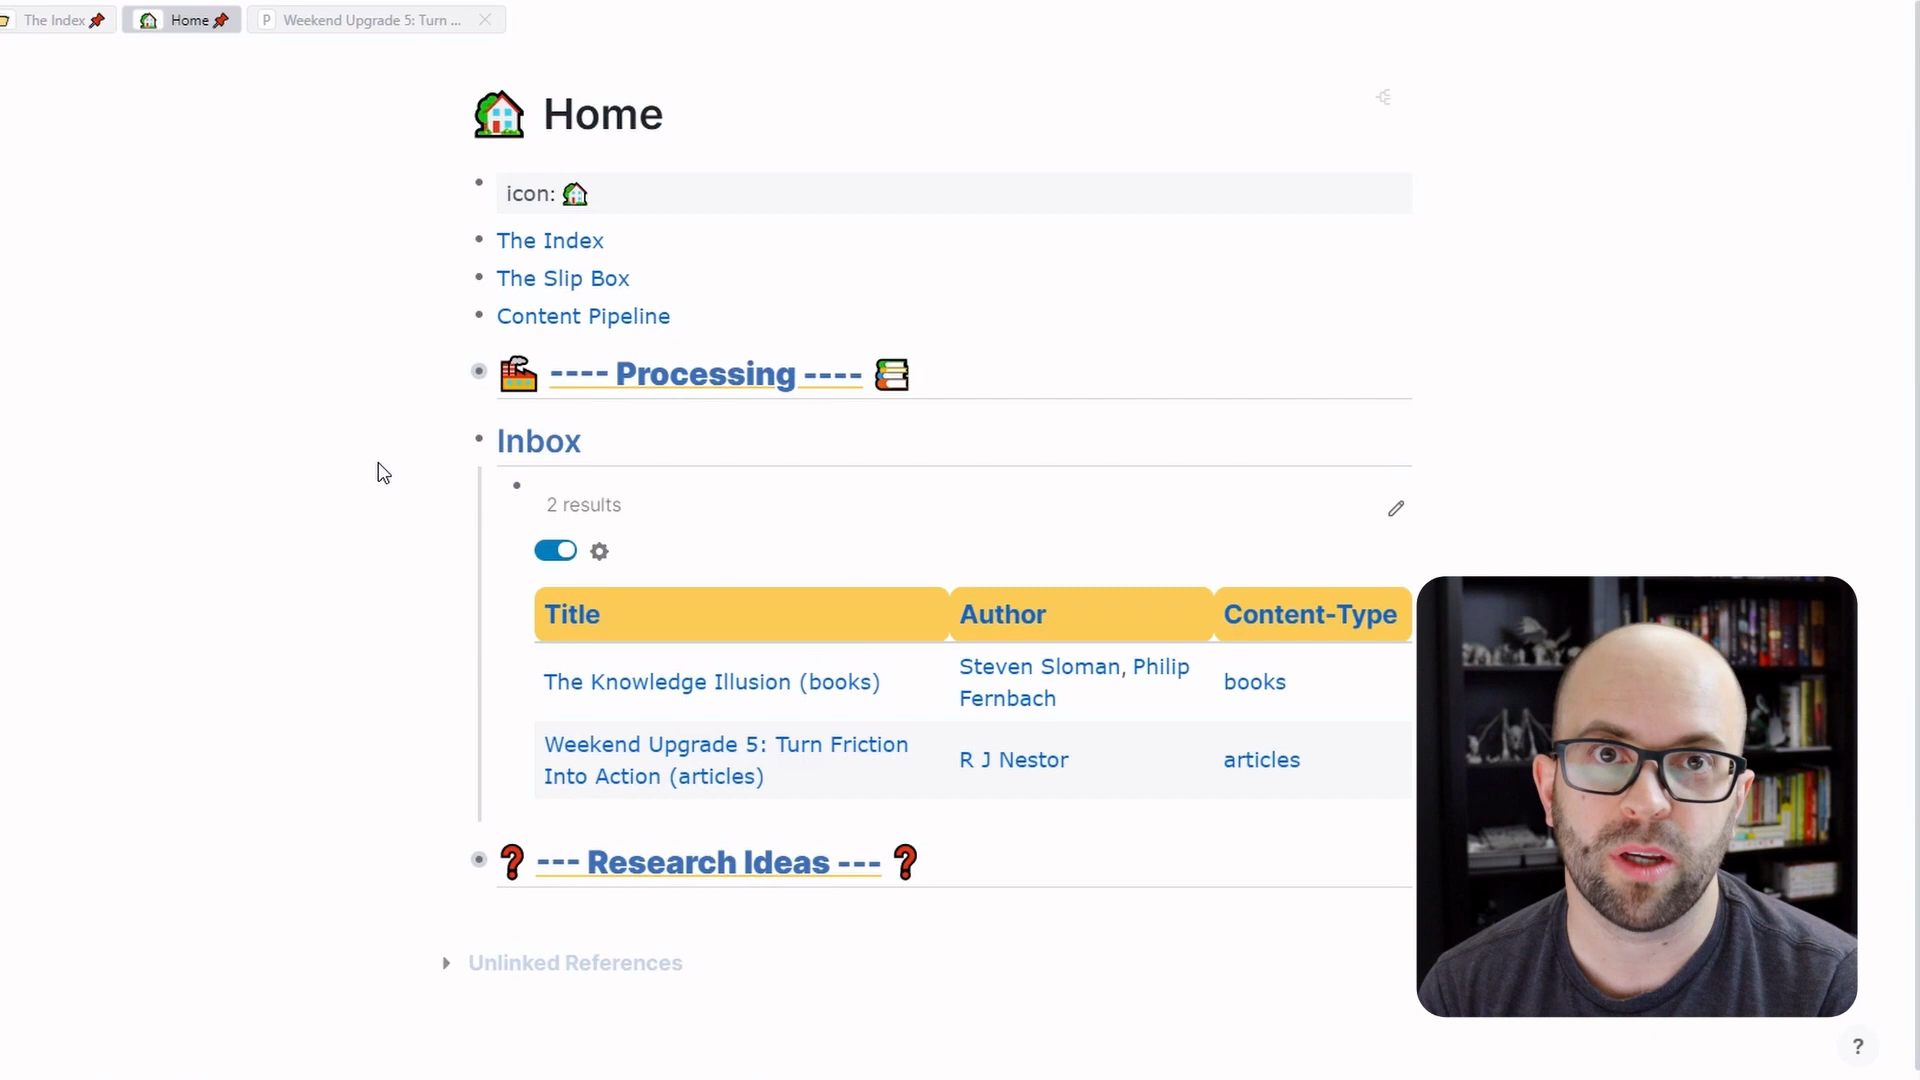 The Index
Home
P Weekend Upgrade 5: Turn ...
Home
icon:
The Index
The Slip Box
Content Pipeline
---- Processing ----
Inbox
2 results
Title Author Content-Type
The Knowledge Illusion (books)
Steven Sloman, Philip
Fernbach
books
Weekend Upgrade 5: Turn Friction
Into Action (articles)
R J Nestor
articles
❓ --- Research Ideas --- ❓
Unlinked References
?